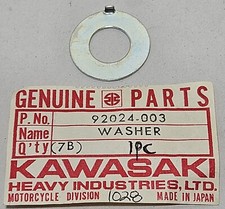 GENUINE PARTS
P. No. 92024-003
Name WASHER
Q'ty (7B) 1pc
KAWASAKI
HEAVY INDUSTRIES, LTD.
MOTORCYCLE DIVISION 1028 MADE IN JAPAN